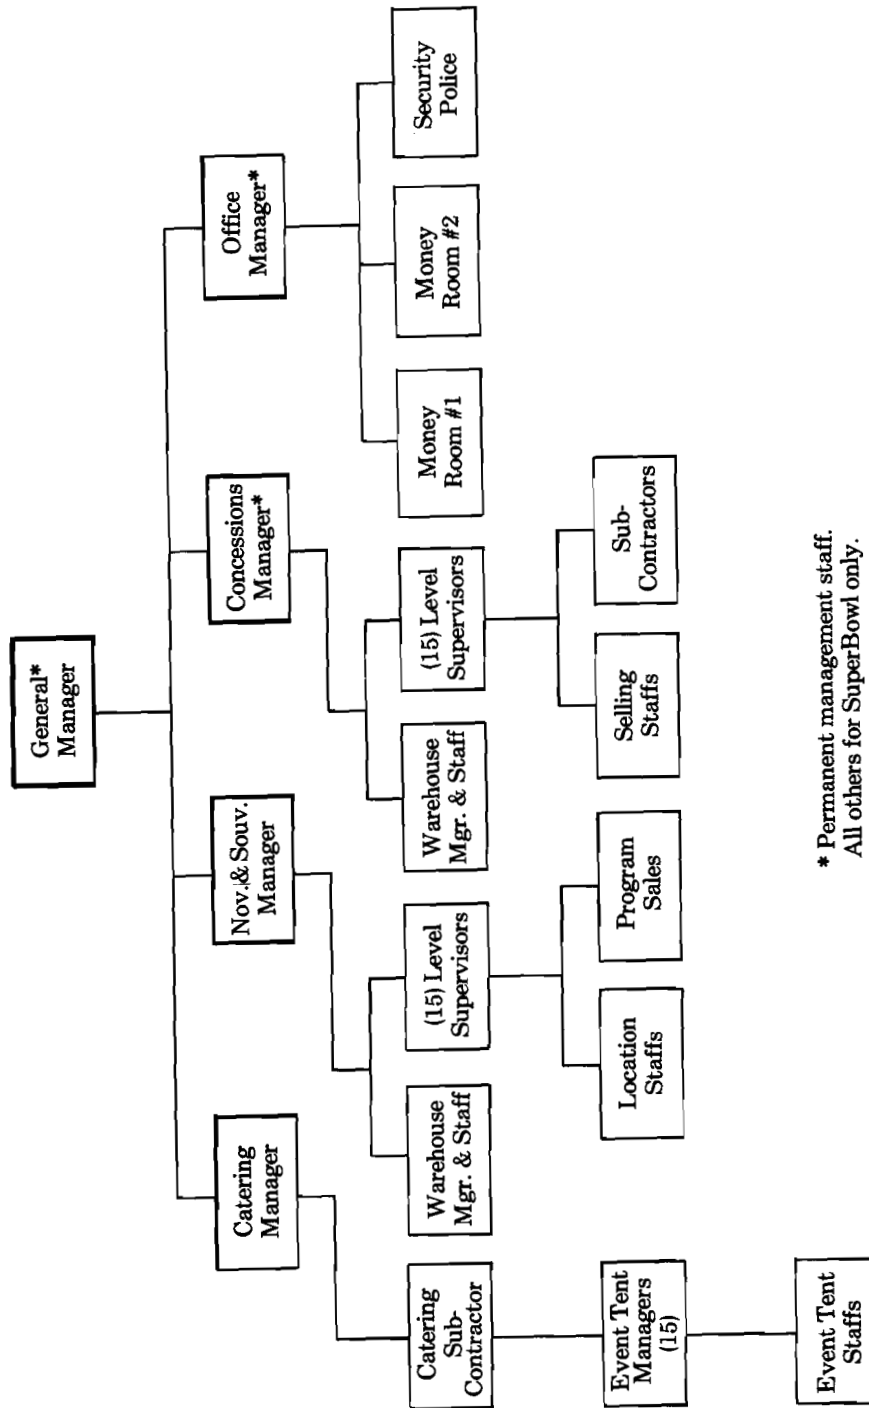 General*
Manager
Catering
Manager
Nov. & Souv.
Manager
Concessions
Manager*
Office
Manager*
Catering
Sub-
Contractor
Warehouse
Mgr. & Staff
(15) Level
Supervisors
Warehouse
Mgr. & Staff
(15) Level
Supervisors
Money
Room #1
Money
Room #2
Security
Police
Event Tent
Managers
(15)
Location
Staffs
Program
Sales
Selling
Staffs
Sub-
Contractors
Event Tent
Staffs
* Permanent management staff.
All others for SuperBowl only.